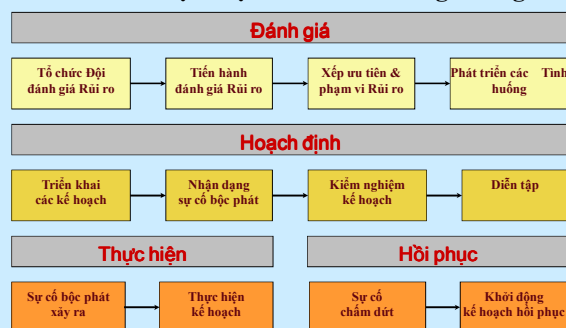 Đánh giá
Tổ chức Đội
đánh giá Rủi ro
Tiến hành
đánh giá Rủi ro
Xếp ưu tiên &
phạm vi Rủi ro
Phát triển các Tình
huống
Hoạch định
Triển khai
các kế hoạch
Nhận dạng
sự cố bộc phát
Kiểm nghiệm
kế hoạch
Diễn tập
Thực hiện
Hồi phục
Sự cố bộc phát
xảy ra
Thực hiện
kế hoạch
Sự cố
chấm dứt
Khởi động
kế hoạch hồi phục